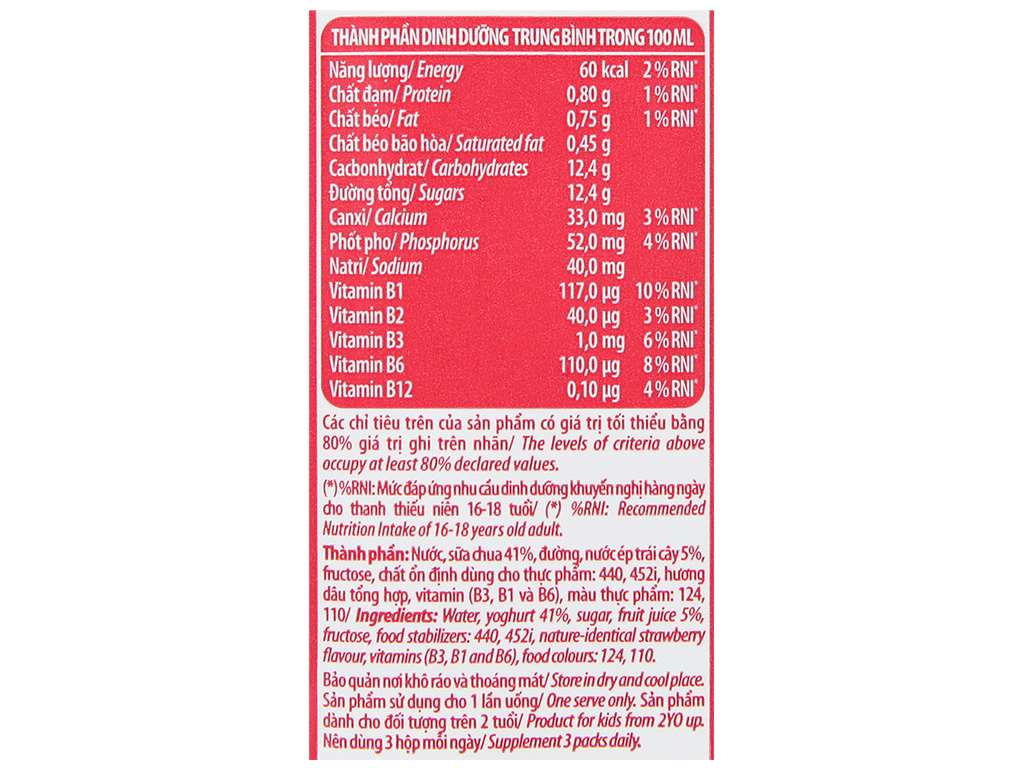 THÀNH PHẦN DINH DƯỠNG TRUNG BÌNH TRONG 100 ML
Năng lượng/ Energy 60 kcal 2 % RNI*
Chất đạm/ Protein 0,80 g 1 % RNI*
Chất béo/ Fat 0,75 g 1 % RNI*
Chất béo bão hòa/ Saturated fat 0,45 g
Cacbonhydrat/ Carbohydrates 12,4 g
Đường tổng/ Sugars 12,4 g
Canxi/ Calcium 33,0 mg 3 % RNI*
Phốt pho/ Phosphorus 52,0 mg 4 % RNI*
Natri/ Sodium 40,0 mg
Vitamin B1 117,0 µg 10 % RNI*
Vitamin B2 40,0 µg 3 % RNI*
Vitamin B3 1,0 mg 6 % RNI*
Vitamin B6 110,0 µg 8 % RNI*
Vitamin B12 0,10 µg 4 % RNI*
Các chỉ tiêu trên của sản phẩm có giá trị tối thiểu bằng
80% giá trị ghi trên nhãn/ The levels of criteria above
occupy at least 80% declared values.
(*) %RNI: Mức đáp ứng nhu cầu dinh dưỡng khuyến nghị hàng ngày
cho thanh thiếu niên 16-18 tuổi/ (*) %RNI: Recommended
Nutrition Intake of 16-18 years old adult.
Thành phần: Nước, sữa chua 41%, đường, nước ép trái cây 5%,
fructose, chất ổn định dùng cho thực phẩm: 440, 452i, hương
dâu tổng hợp, vitamin (B3, B1 và B6), màu thực phẩm: 124,
110/ Ingredients: Water, yoghurt 41%, sugar, fruit juice 5%,
fructose, food stabilizers: 440, 452i, nature-identical strawberry
flavour, vitamins (B3, B1 and B6), food colours: 124, 110.
Bảo quản nơi khô ráo và thoáng mát/ Store in dry and cool place.
Sản phẩm sử dụng cho 1 lần uống/ One serve only. Sản phẩm
dành cho đối tượng trên 2 tuổi/ Product for kids from 2YO up.
Nên dùng 3 hộp mỗi ngày/ Supplement 3 packs daily.